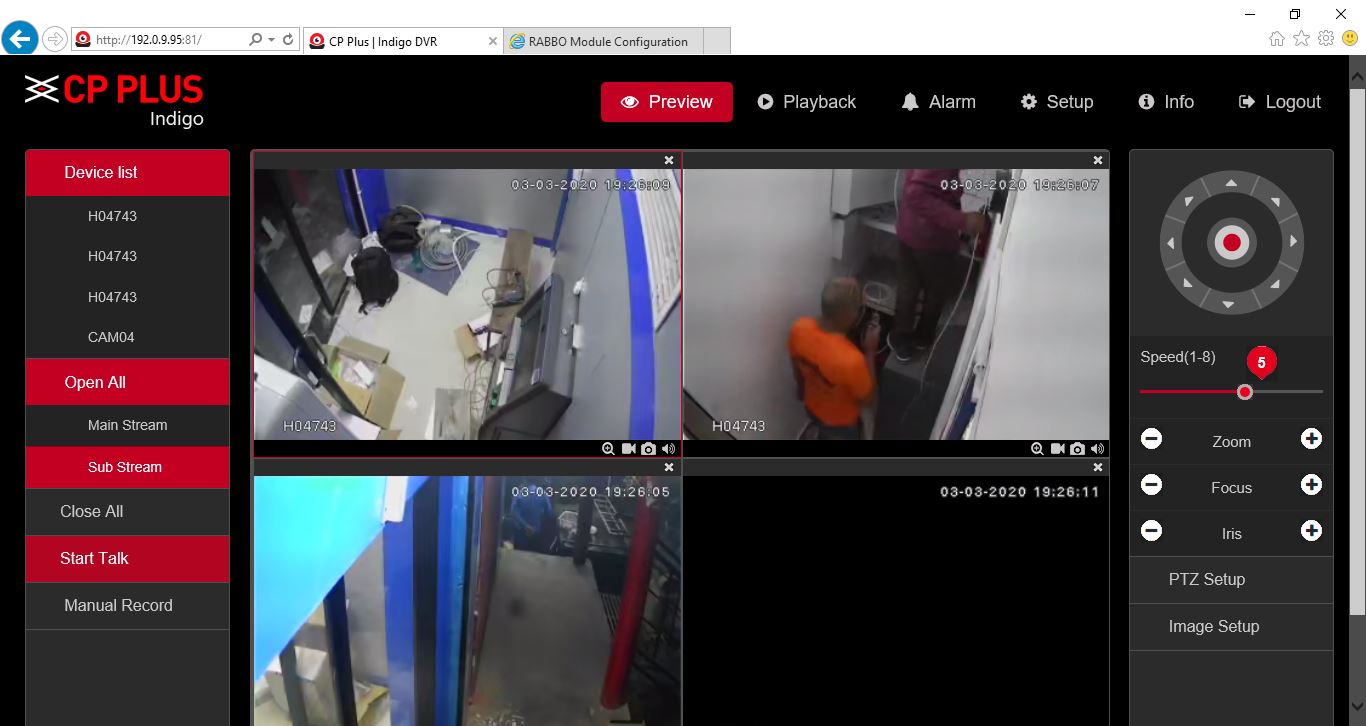 http://192.0.9.95:81/
CP Plus | Indigo DVR
RABBO Module Configuration
CP PLUS
Indigo
Preview
Playback
Alarm
Setup
Info
Logout
Device list
H04743
H04743
H04743
CAM04
Open All
Main Stream
Sub Stream
Close All
Start Talk
Manual Record
03-03-2020 19:26:09
H04743
03-03-2020 19:26:07
H04743
03-03-2020 19:26:05
03-03-2020 19:26:11
Speed(1-8)
5
Zoom
Focus
Iris
PTZ Setup
Image Setup